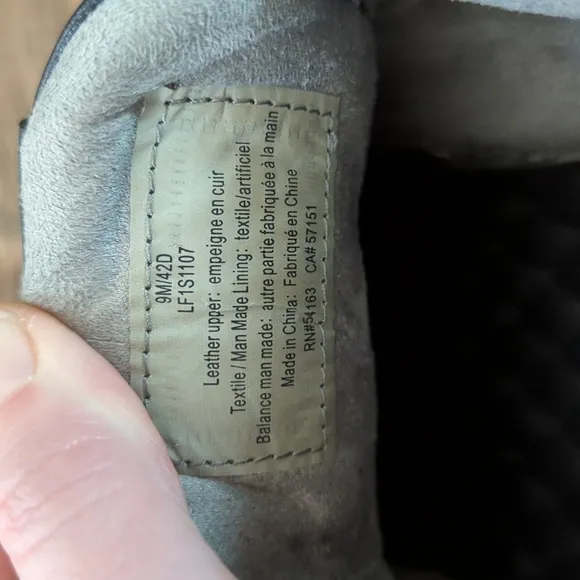 9M/42D
LF1S1107
Leather upper: empeigne en cuir
Textile / Man Made Lining: textile/artificiel
Balance man made: autre partie fabriquée à la main
Made in China: Fabriqué en Chine
RN#54163 CA# 57151